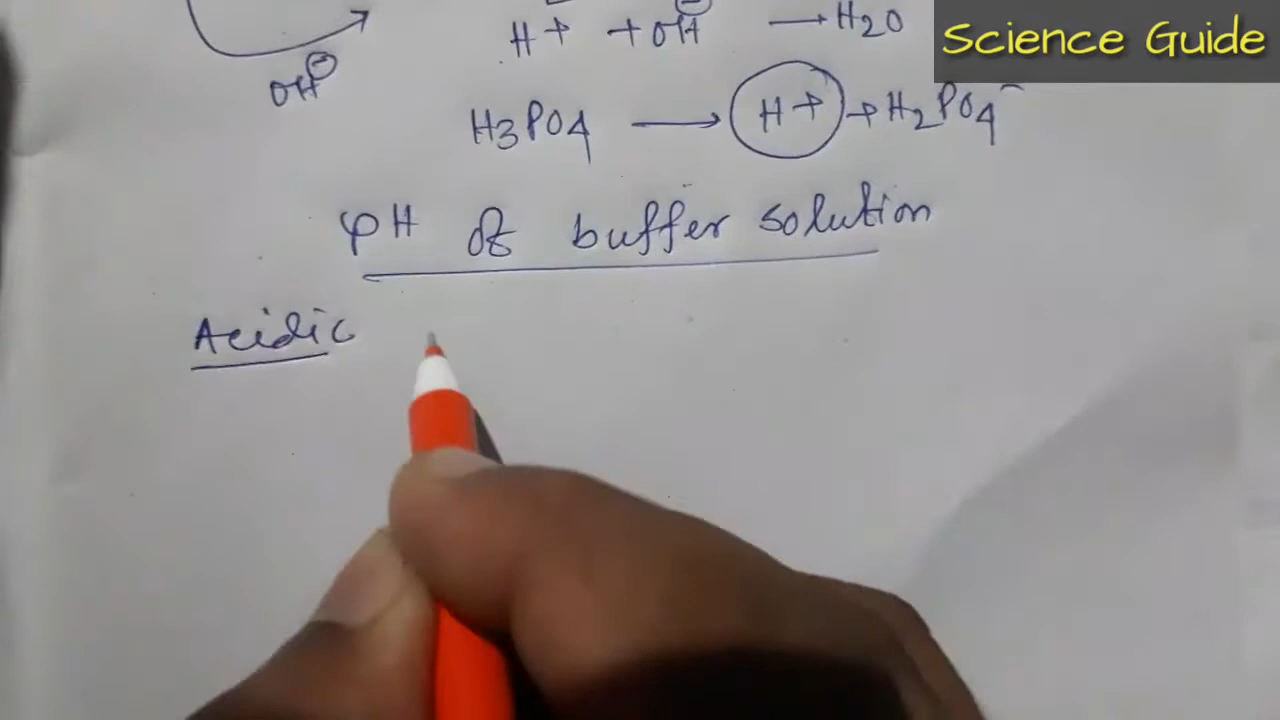 H+ + OH⊖ → H2O
Science Guide
OH⊖
H3PO4 → H+ + H2PO4⁻
pH of buffer solution
Acidic